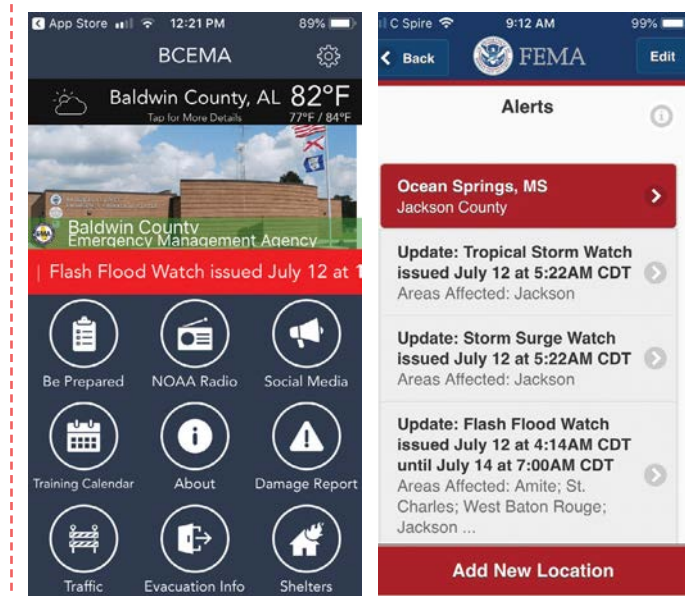 App Store 12:21 PM 89%
BCEMA
Baldwin County, AL 82°F
Tap for More Details 77°F / 84°F
Baldwin County
Emergency Management Agency
| Flash Flood Watch issued July 12 at 1
Be Prepared NOAA Radio Social Media
Training Calendar About Damage Report
Traffic Evacuation Info Shelters
C Spire 9:12 AM 99%
Back FEMA Edit
Alerts
Ocean Springs, MS
Jackson County
Update: Tropical Storm Watch
issued July 12 at 5:22AM CDT
Areas Affected: Jackson
Update: Storm Surge Watch
issued July 12 at 5:22AM CDT
Areas Affected: Jackson
Update: Flash Flood Watch
issued July 12 at 4:14AM CDT
until July 14 at 7:00AM CDT
Areas Affected: Amite; St.
Charles; West Baton Rouge;
Jackson ...
Add New Location